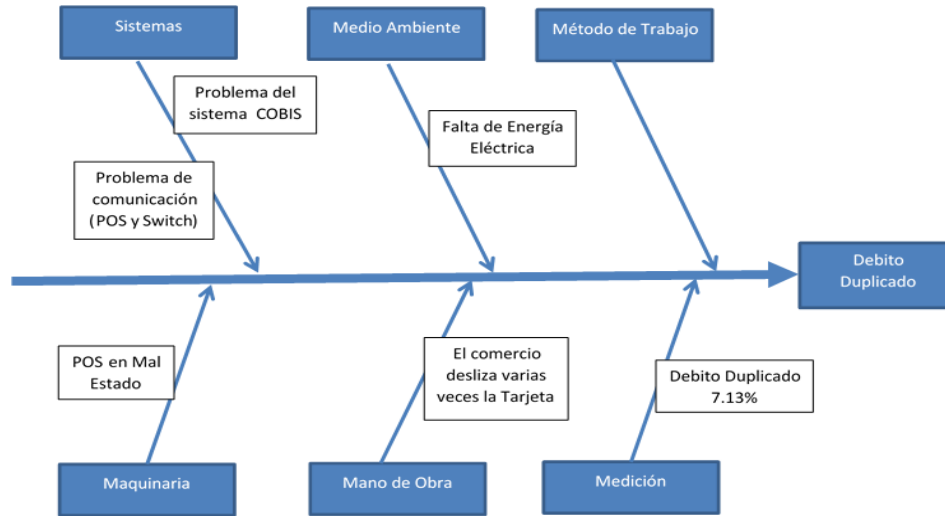 Sistemas
Medio Ambiente
Método de Trabajo
Problema del
sistema COBIS
Falta de Energía
Eléctrica
Problema de
comunicación
(POS y Switch)
Debito
Duplicado
POS en Mal
Estado
El comercio
desliza varias
veces la Tarjeta
Debito Duplicado
7.13%
Maquinaria
Mano de Obra
Medición